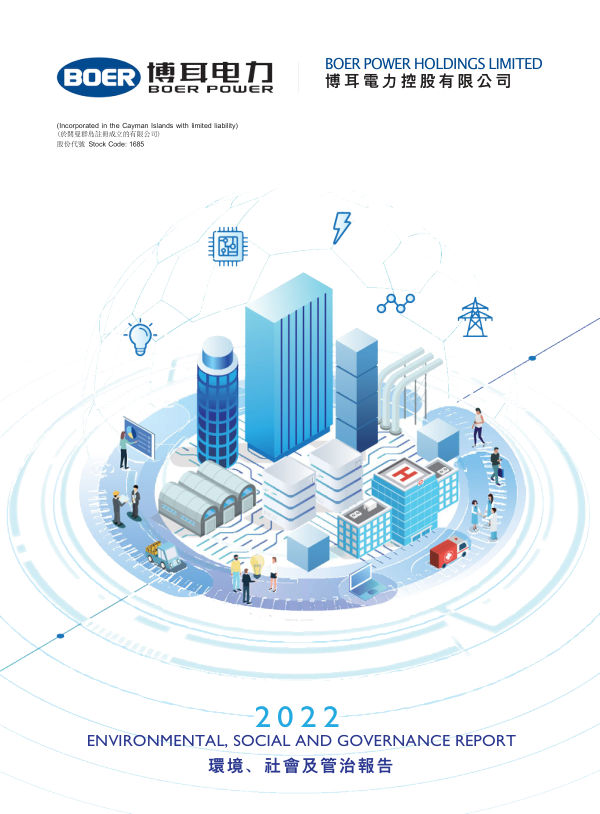 BOER 博耳电力
BOER POWER
BOER POWER HOLDINGS LIMITED
博耳電力控股有限公司
(Incorporated in the Cayman Islands with limited liability)
(於開曼群島註冊成立的有限公司)
股份代號 Stock Code: 1685
H
2022
ENVIRONMENTAL, SOCIAL AND GOVERNANCE REPORT
環境、社會及管治報告